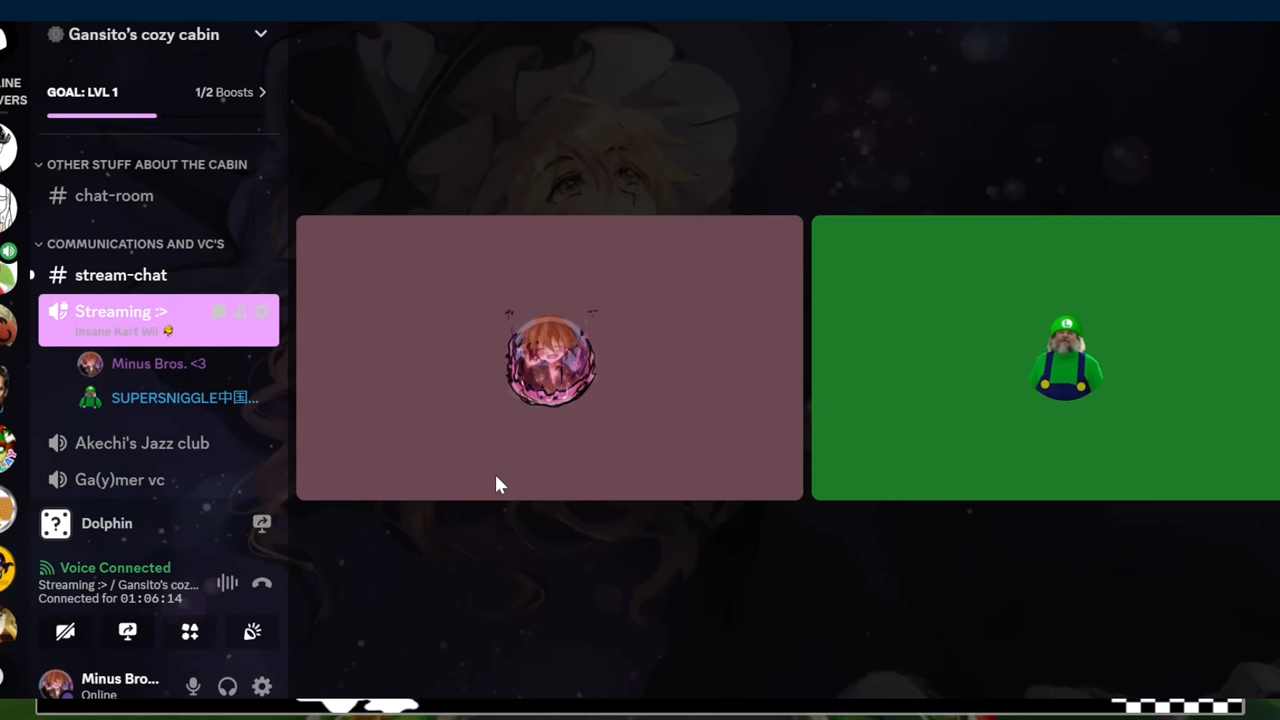 Gansito's cozy cabin
INE
VERS
GOAL: LVL 1
1/2 Boosts
OTHER STUFF ABOUT THE CABIN
chat-room
COMMUNICATIONS AND VC'S
stream-chat
Streaming :>
Insane Kart Wii
Minus Bros. <3
SUPERSNIGGLE中国...
Akechi's Jazz club
Ga(y)mer vc
Dolphin
Voice Connected
Streaming :> / Gansito's coz...
Connected for 01:06:14
Minus Bro...
Online
L